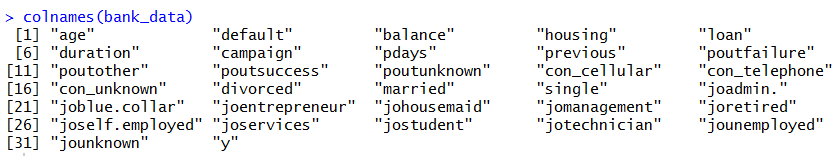 > colnames(bank_data)
[1] "age" "default" "balance" "housing" "loan"
[6] "duration" "campaign" "pdays" "previous" "poutfailure"
[11] "poutother" "poutsuccess" "poutunknown" "con_cellular" "con_telephone"
[16] "con_unknown" "divorced" "married" "single" "joadmin."
[21] "joblue.collar" "joentrepreneur" "johousemaid" "jomanagement" "joretired"
[26] "joself.employed" "joservices" "jostudent" "jotechnician" "jounemployed"
[31] "jounknown" "y"